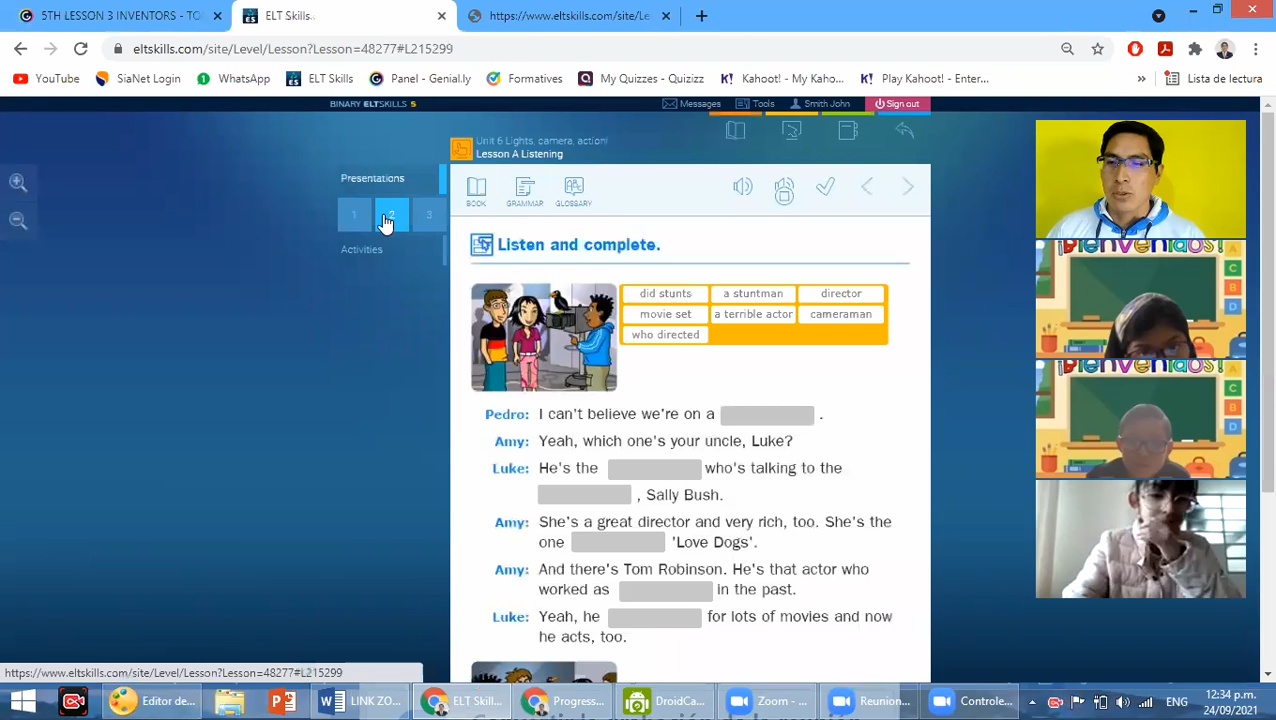 5TH LESSON 3 INVENTORS - TO
ELT Skills
https://www.eltskills.com/site/Le
eltskills.com/site/Level/Lesson?Lesson=48277#L215299
YouTube
SiaNet Login
WhatsApp
ELT Skills
Panel - Genial.ly
Formatives
My Quizzes - Quizizz
Kahoot! - My Kaho...
Play Kahoot! - Enter...
»
Lista de lectura
BINARY ELTSKILLS 5
Messages
Tools
Smith John
Sign out
Unit 6 Lights, camera, action!
Lesson A Listening
Presentations
1 2 3
Activities
BOOK
GRAMMAR
GLOSSARY
Listen and complete.
did stunts a stuntman director
movie set a terrible actor cameraman
who directed
Pedro: I can't believe we're on a .
Amy: Yeah, which one's your uncle, Luke?
Luke: He's the who's talking to the
, Sally Bush.
Amy: She's a great director and very rich, too. She's the
one 'Love Dogs'.
Amy: And there's Tom Robinson. He's that actor who
worked as in the past.
Luke: Yeah, he for lots of movies and now
he acts, too.
¡BIENVENIDOS!
A
C
B
D
¡BIENVENIDOS!
A
C
B
D
https://www.eltskills.com/site/Level/Lesson?Lesson=48277#L215299
Editor de...
LINK ZO...
ELT Skill...
Progress...
DroidCa...
Zoom - ...
Reunion...
Controle...
12:34 p.m.
24/09/2021